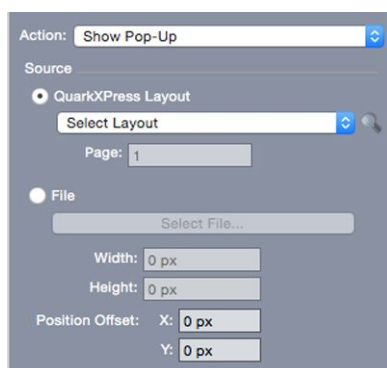 Action: Show Pop-Up
Source
QuarkXPress Layout
Select Layout
Page: 1
File
Select File...
Width: 0 px
Height: 0 px
Position Offset: X: 0 px
Y: 0 px